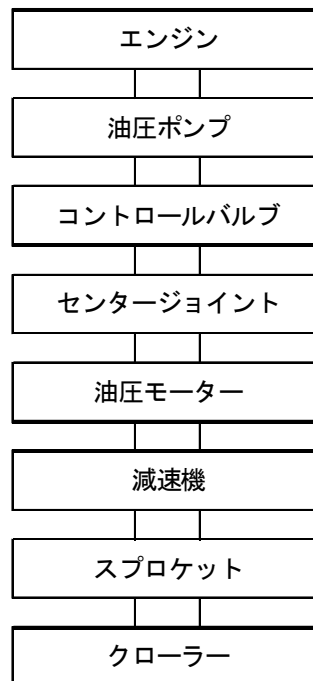 エンジン
油圧ポンプ
コントロールバルブ
センタージョイント
油圧モーター
減速機
スプロケット
クローラー